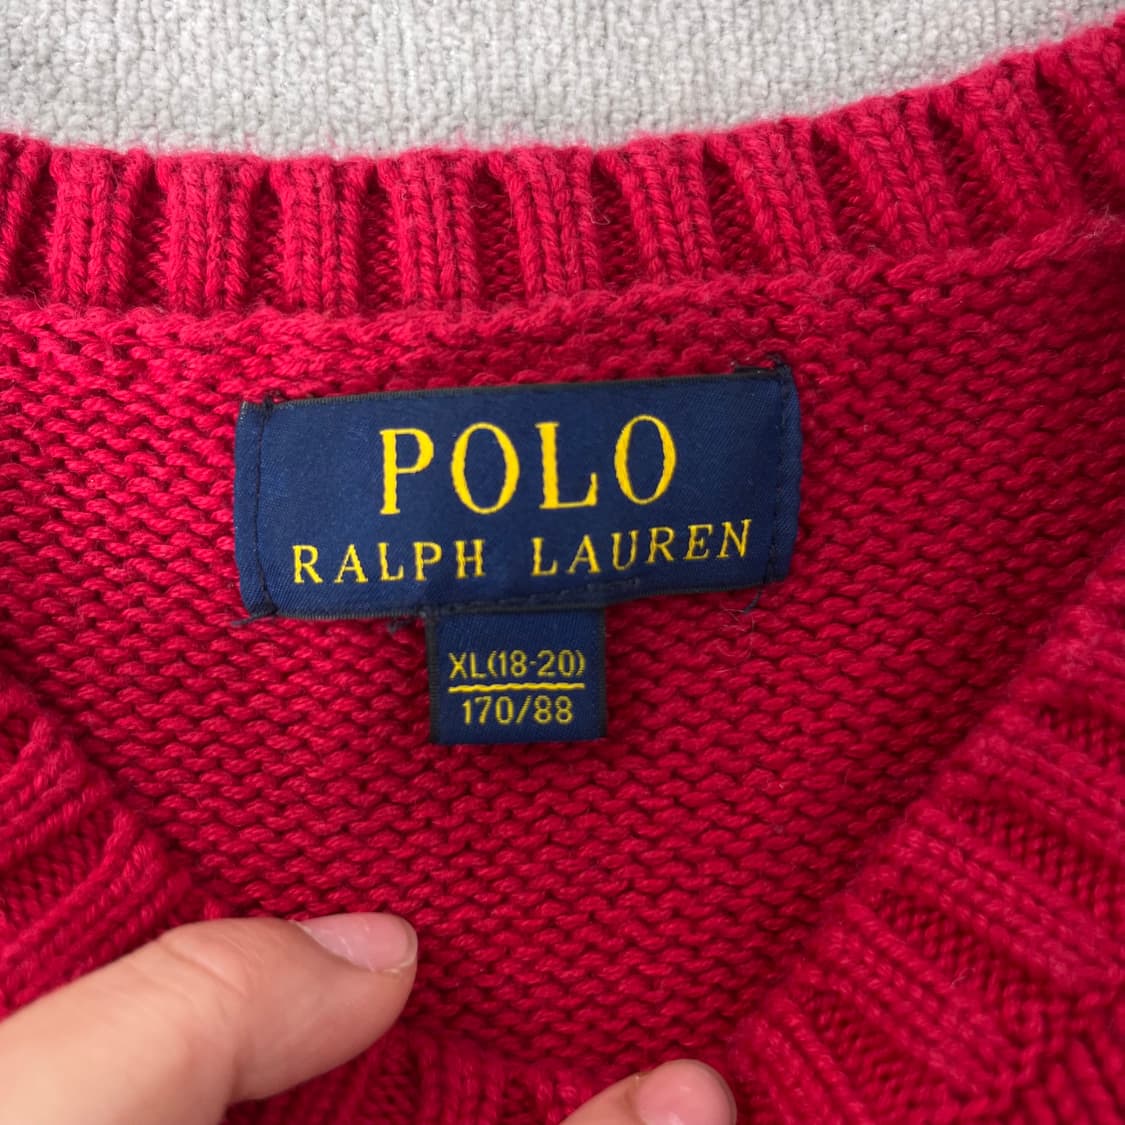 POLO
RALPH LAUREN
XL(18-20)
170/88